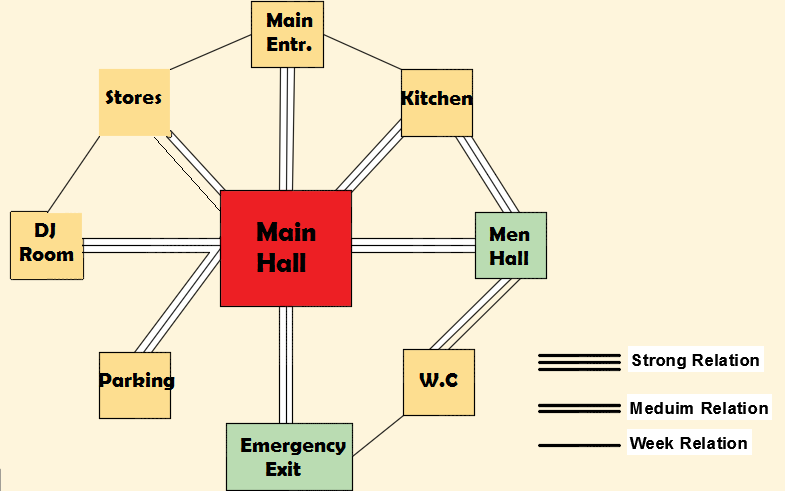 Main
Entr.
Stores
Kitchen
DJ
Room
Main
Hall
Men
Hall
Parking
W.C
Emergency
Exit
Strong Relation
Meduim Relation
Week Relation